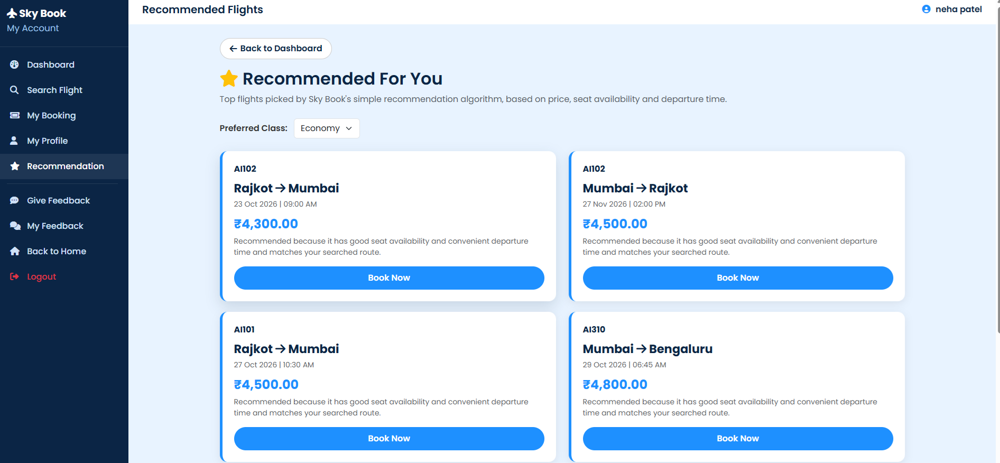 Sky Book
My Account
Dashboard
Search Flight
My Booking
My Profile
Recommendation
Give Feedback
My Feedback
Back to Home
Logout
Recommended Flights
neha patel
← Back to Dashboard
Recommended For You
Top flights picked by Sky Book's simple recommendation algorithm, based on price, seat availability and departure time.
Preferred Class: Economy
AI102
Rajkot → Mumbai
23 Oct 2026 | 09:00 AM
₹4,300.00
Recommended because it has good seat availability and convenient departure
time and matches your searched route.
Book Now
AI102
Mumbai → Rajkot
27 Nov 2026 | 02:00 PM
₹4,500.00
Recommended because it has good seat availability and convenient departure
time and matches your searched route.
Book Now
AI101
Rajkot → Mumbai
27 Oct 2026 | 10:30 AM
₹4,500.00
Recommended because it has good seat availability and convenient departure
time and matches your searched route.
Book Now
AI310
Mumbai → Bengaluru
29 Oct 2026 | 06:45 AM
₹4,800.00
Recommended because it has good seat availability and convenient departure
time and matches your searched route.
Book Now